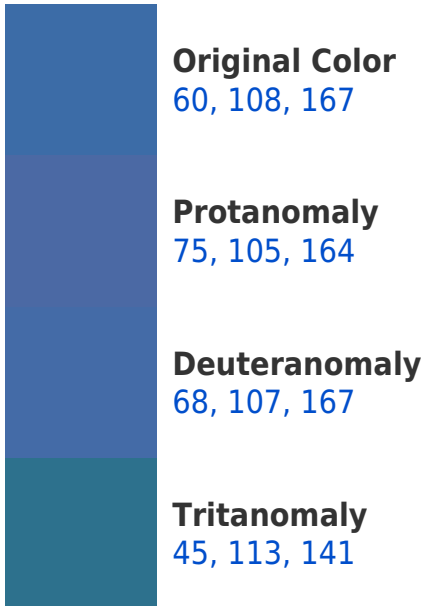 Original Color
60, 108, 167
Protanomaly
75, 105, 164
Deuteranomaly
68, 107, 167
Tritanomaly
45, 113, 141